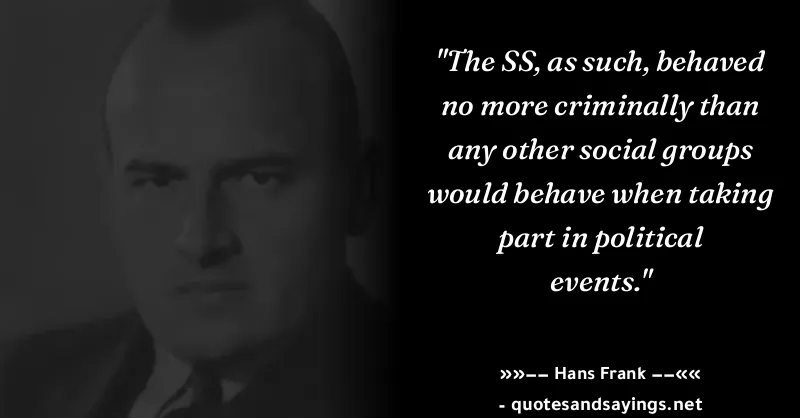 "The SS, as such, behaved
no more criminally than
any other social groups
would behave when taking
part in political
events."
»»−− Hans Frank −−««
- quotesandsayings.net